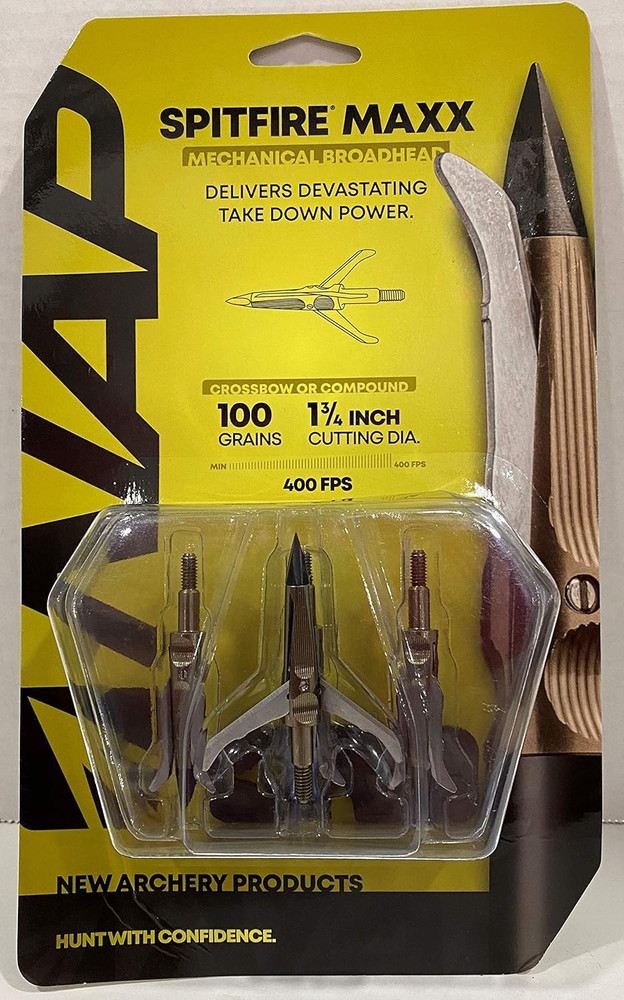 NAP
SPITFIRE® MAXX
MECHANICAL BROADHEAD
DELIVERS DEVASTATING
TAKE DOWN POWER.
CROSSBOW OR COMPOUND
100 1¾ INCH
GRAINS CUTTING DIA.
MIN 400 FPS
400 FPS
NEW ARCHERY PRODUCTS
HUNT WITH CONFIDENCE.